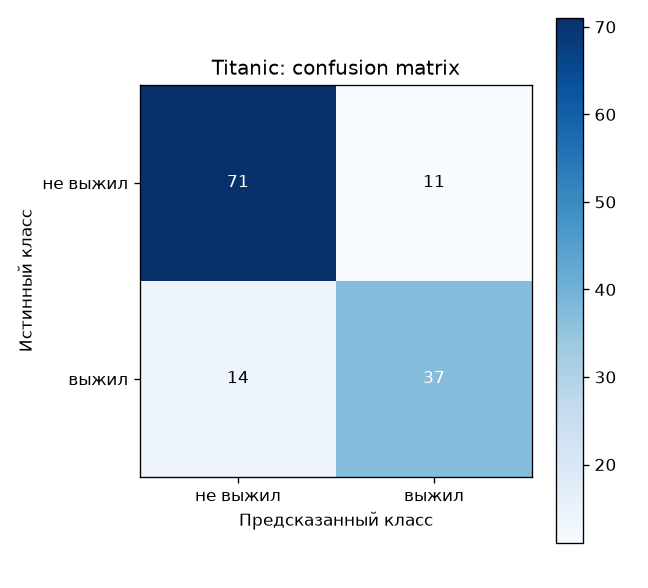 Titanic: confusion matrix
70
60
50
40
30
20
не выжил
выжил
Истинный класс
71
11
14
37
не выжил
выжил
Предсказанный класс